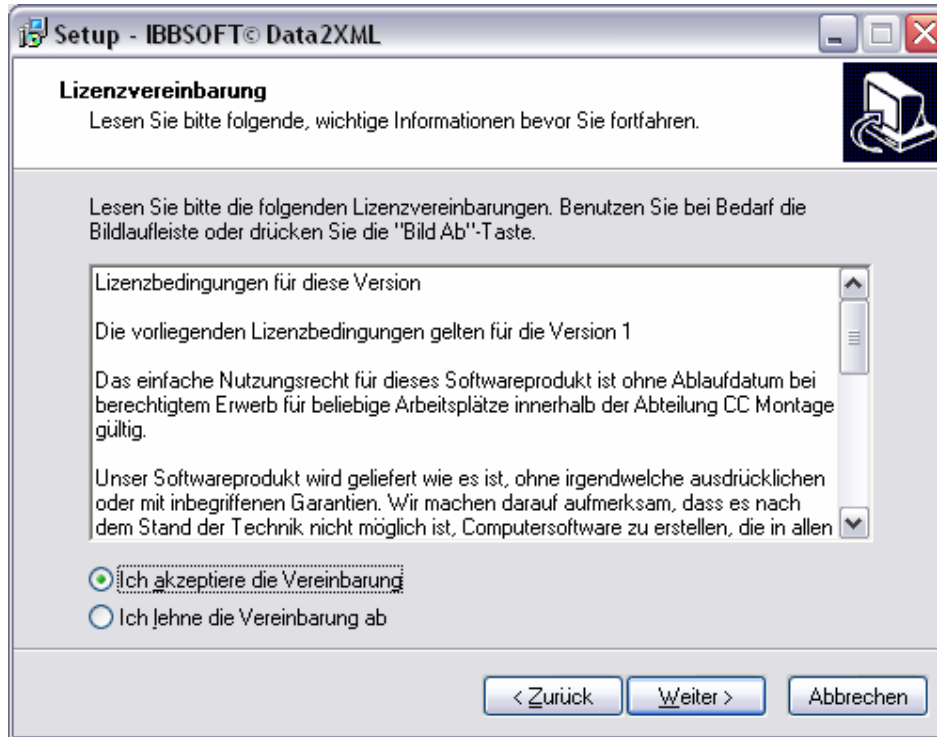 Setup - IBBSOFT© Data2XML
Lizenzvereinbarung
Lesen Sie bitte folgende, wichtige Informationen bevor Sie fortfahren.
Lesen Sie bitte die folgenden Lizenzvereinbarungen. Benutzen Sie bei Bedarf die
Bildlaufleiste oder drücken Sie die "Bild Ab"-Taste.
Lizenzbedingungen für diese Version
Die vorliegenden Lizenzbedingungen gelten für die Version 1
Das einfache Nutzungsrecht für dieses Softwareprodukt ist ohne Ablaufdatum bei
berechtigtem Erwerb für beliebige Arbeitsplätze innerhalb der Abteilung CC Montage
gültig.
Unser Softwareprodukt wird geliefert wie es ist, ohne irgendwelche ausdrücklichen
oder mit inbegriffenen Garantien. Wir machen darauf aufmerksam, dass es nach
dem Stand der Technik nicht möglich ist, Computersoftware zu erstellen, die in allen
Ich akzeptiere die Vereinbarung
Ich lehne die Vereinbarung ab
< Zurück Weiter > Abbrechen